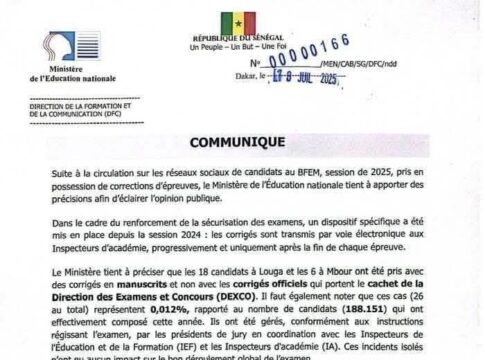 RÉPUBLIQUE DU SÉNÉGAL
Un Peuple – Un But – Une Foi
Ministère
de l'Education nationale
N° 00000166 /MEN/CAB/SG/DFC/ndd
Dakar, le JUIL 2025
DIRECTION DE LA FORMATION ET
DE LA COMMUNICATION (DFC)
COMMUNIQUE
Suite à la circulation sur les réseaux sociaux de candidats au BFEM, session de 2025, pris en
possession de corrections d'épreuves, le Ministère de l'Éducation nationale tient à apporter des
précisions afin d'éclairer l'opinion publique.
Dans le cadre du renforcement de la sécurisation des examens, un dispositif spécifique a été
mis en place depuis la session 2024 : les corrigés sont transmis par voie électronique aux
Inspecteurs d'académie, progressivement et uniquement après la fin de chaque épreuve.
Le Ministère tient à préciser que les 18 candidats à Louga et les 6 à Mbour ont été pris avec
des corrigés en manuscrits et non avec les corrigés officiels qui portent le cachet de la
Direction des Examens et Concours (DEXCO). Il faut également noter que ces cas (26
au total) représentent 0,012%, rapporté au nombre de candidats (188.151) qui ont
effectivement composé cette année. Ils ont été gérés, conformément aux instructions
régissant l'examen, par les présidents de jury en coordination avec les Inspecteurs de
l'Education et de la Formation (IEF) et les Inspecteurs d'Académie (IA). Ces incidents isolés
n'ont eu aucun impact sur le bon déroulement global de l'examen.